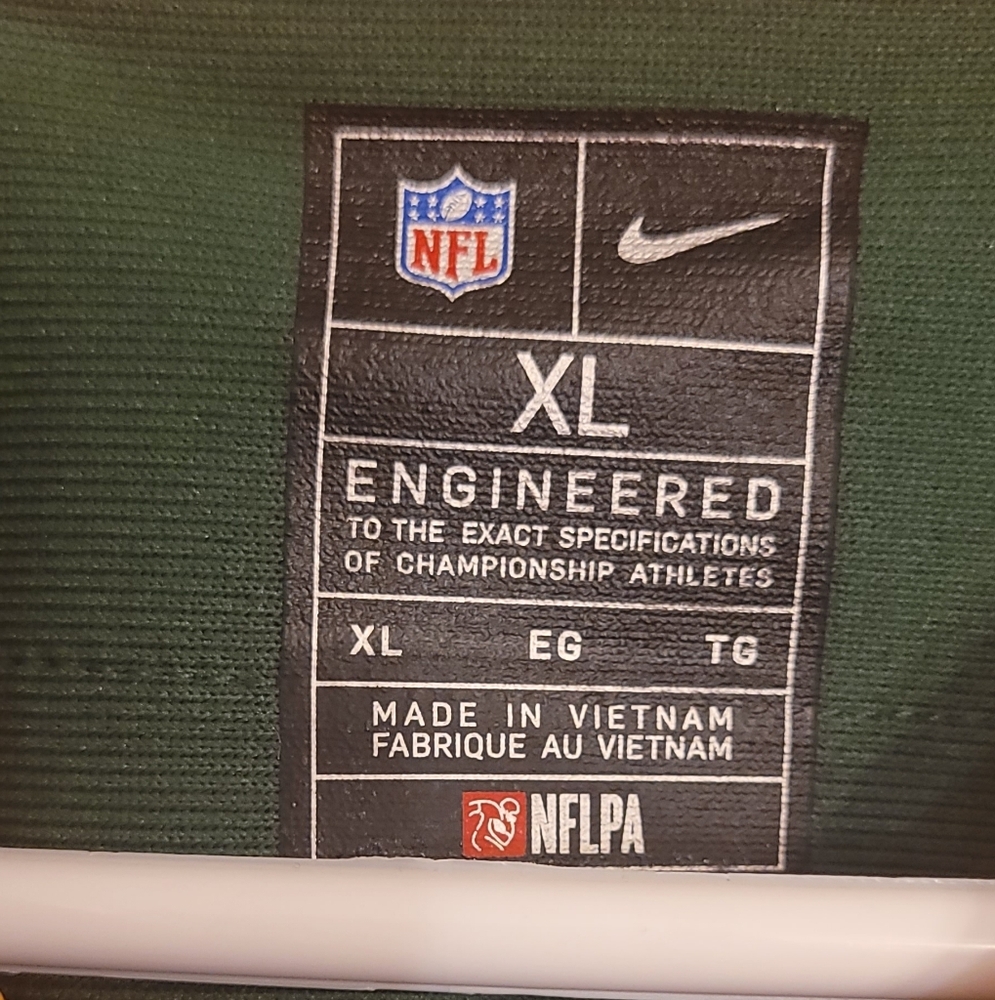 NFL
XL
ENGINEERED
TO THE EXACT SPECIFICATIONS
OF CHAMPIONSHIP ATHLETES
XL EG TG
MADE IN VIETNAM
FABRIQUE AU VIETNAM
NFLPA